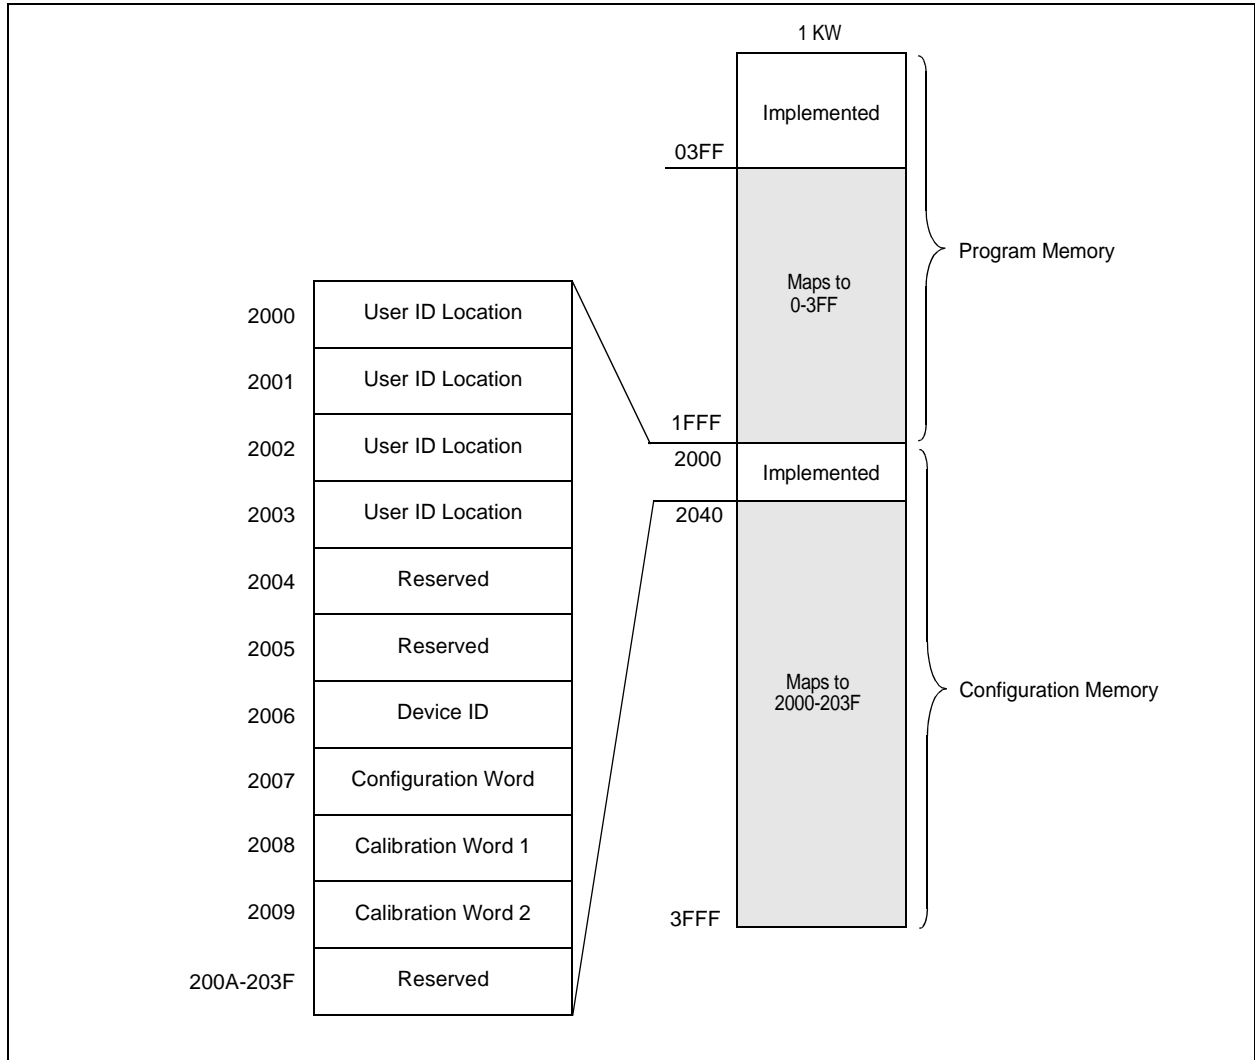 1 KW
Implemented
03FF
Maps to
0-3FF
Program Memory
1FFF
2000
Implemented
2040
Maps to
2000-203F
Configuration Memory
3FFF
2000 User ID Location
2001 User ID Location
2002 User ID Location
2003 User ID Location
2004 Reserved
2005 Reserved
2006 Device ID
2007 Configuration Word
2008 Calibration Word 1
2009 Calibration Word 2
200A-203F Reserved